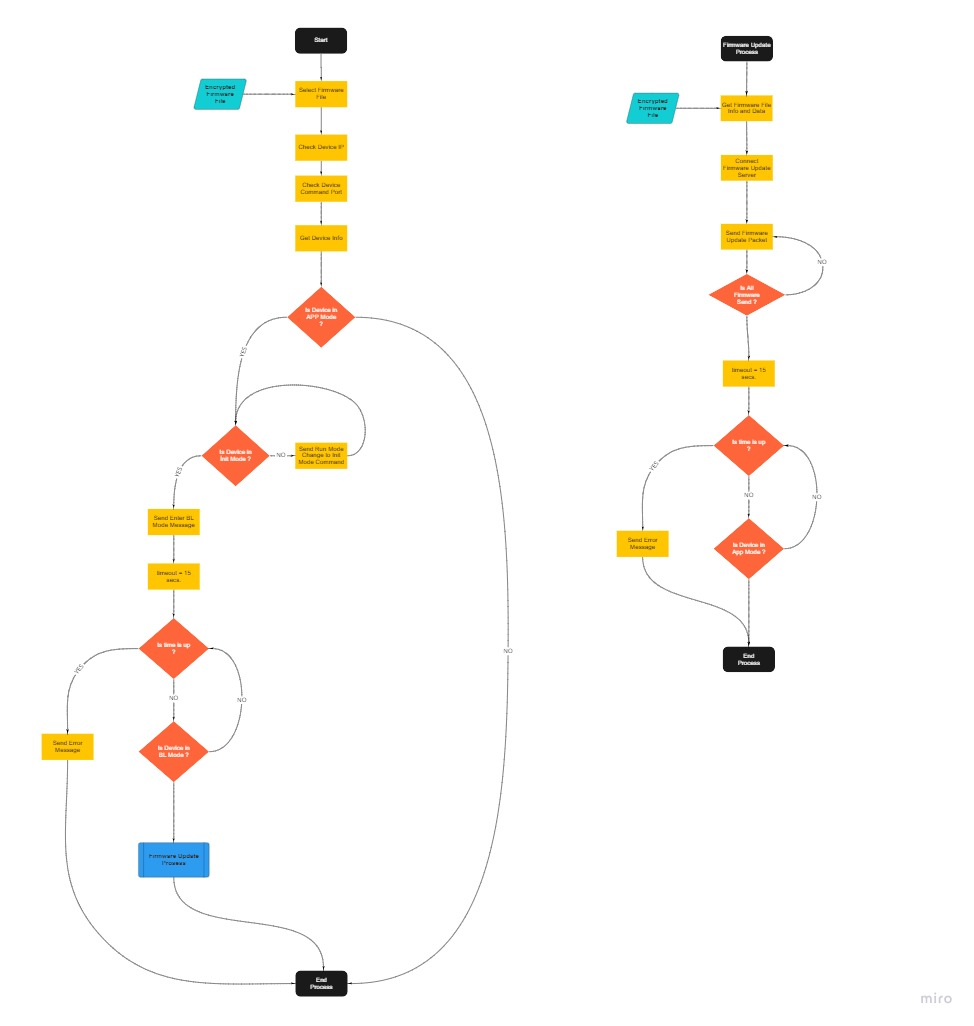 Start
Encrypted
Firmware
File
Select Firmware
File
Check Device IP
Check Device
Command Port
Get Device Info
Is Device in
APP Mode
?
YES
NO
Is Device in
Init Mode ?
NO
Send Run Mode
Change to Init
Mode Command
YES
Send Enter BL
Mode Message
timeout = 15
secs.
Is time is up
?
YES
NO
NO
Send Error
Message
Is Device in
BL Mode ?
Firmware Update
Process
End
Process
Firmware Update
Process
Encrypted
Firmware
File
Get Firmware File
Info and Data
Connect
Firmware Update
Server
Send Firmware
Update Packet
NO
Is All
Firmware
Send ?
timeout = 15
secs.
Is time is up
?
YES
NO
NO
Send Error
Message
Is Device in
App Mode ?
End
Process
miro